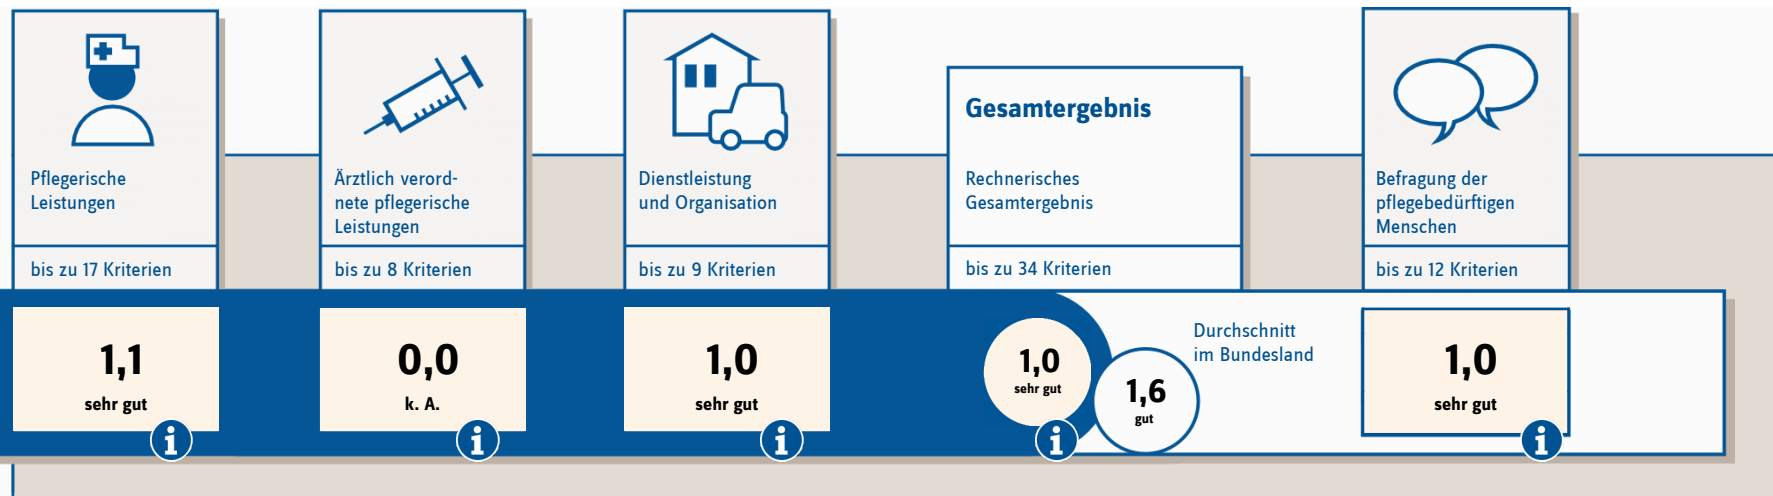 Pflegerische
Leistungen
bis zu 17 Kriterien
1,1
sehr gut
Ärztlich verord-
nete pflegerische
Leistungen
bis zu 8 Kriterien
0,0
k. A.
Dienstleistung
und Organisation
bis zu 9 Kriterien
1,0
sehr gut
Gesamtergebnis
Rechnerisches
Gesamtergebnis
bis zu 34 Kriterien
1,0
sehr gut
1,6
gut
Durchschnitt
im Bundesland
Befragung der
pflegebedürftigen
Menschen
bis zu 12 Kriterien
1,0
sehr gut